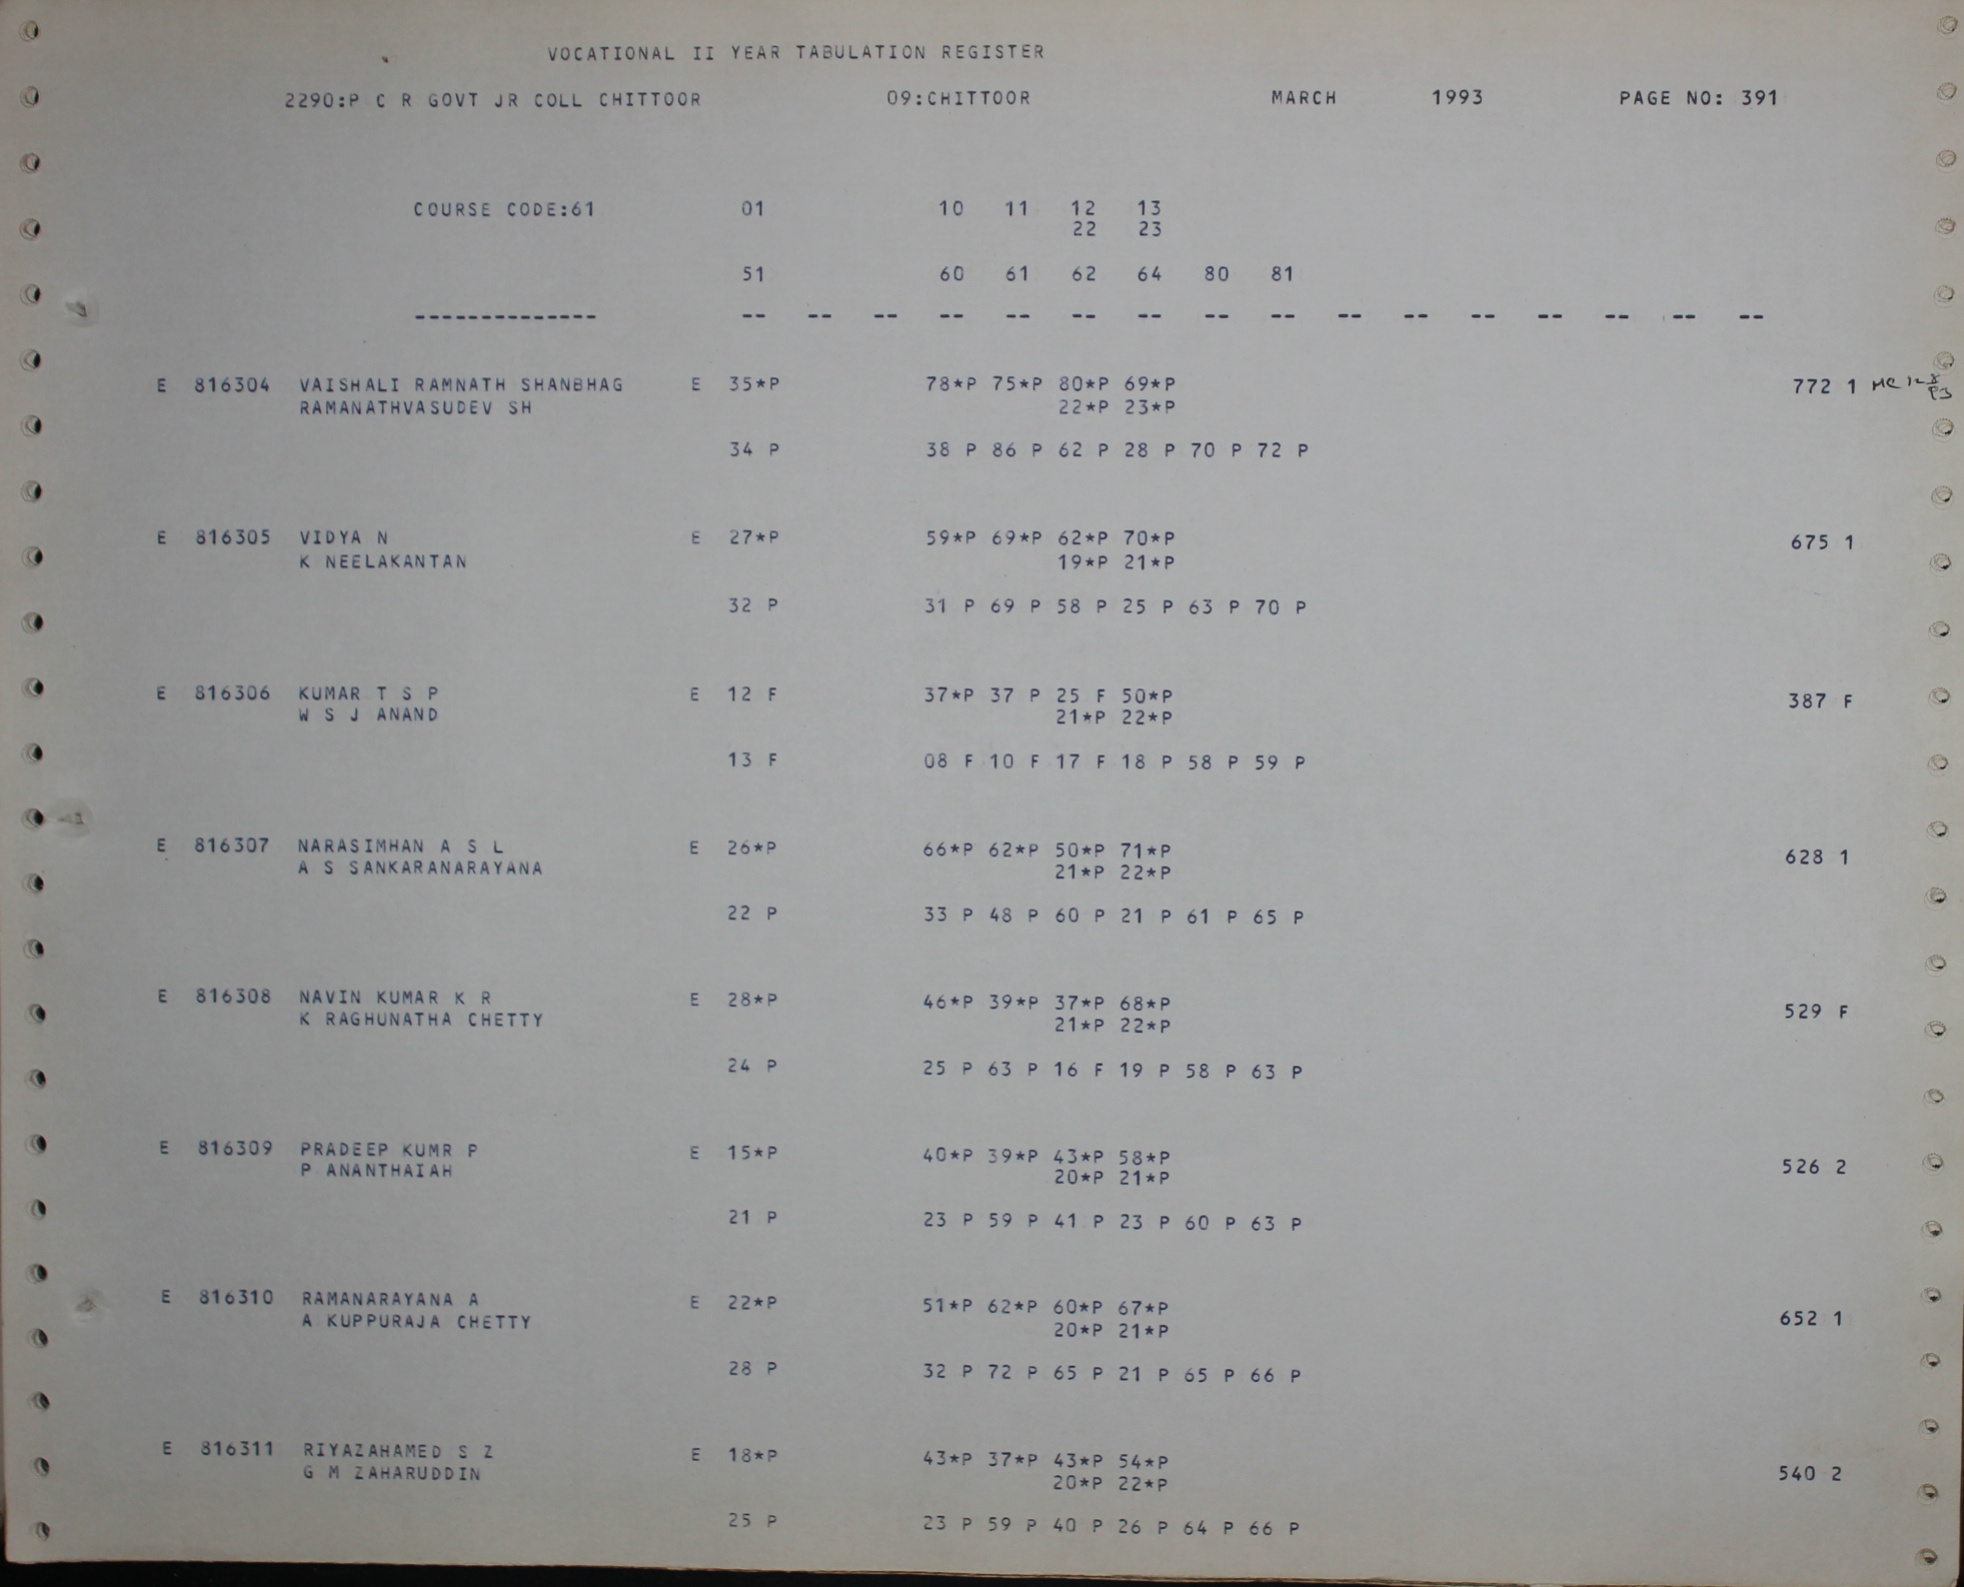 VOCATIONAL II YEAR TABULATION REGISTER
2290:P C R GOVT JR COLL CHITTOOR 09:CHITTOOR MARCH 1993 PAGE NO: 391
COURSE CODE:61 01 10 11 12 13
22 23
51 60 61 62 64 80 81
-------------- -- -- -- -- -- -- -- -- -- -- -- -- -- -- -- --
E 816304 VAISHALI RAMNATH SHANBHAG E 35*P 78*P 75*P 80*P 69*P 772 1
RAMANATHVASUDEV SH 22*P 23*P
34 P 38 P 86 P 62 P 28 P 70 P 72 P
E 816305 VIDYA N E 27*P 59*P 69*P 62*P 70*P 675 1
K NEELAKANTAN 19*P 21*P
32 P 31 P 69 P 58 P 25 P 63 P 70 P
E 816306 KUMAR T S P E 12 F 37*P 37 P 25 F 50*P 387 F
W S J ANAND 21*P 22*P
13 F 08 F 10 F 17 F 18 P 58 P 59 P
E 816307 NARASIMHAN A S L E 26*P 66*P 62*P 50*P 71*P 628 1
A S SANKARANARAYANA 21*P 22*P
22 P 33 P 48 P 60 P 21 P 61 P 65 P
E 816308 NAVIN KUMAR K R E 28*P 46*P 39*P 37*P 68*P 529 F
K RAGHUNATHA CHETTY 21*P 22*P
24 P 25 P 63 P 16 F 19 P 58 P 63 P
E 816309 PRADEEP KUMR P E 15*P 40*P 39*P 43*P 58*P 526 2
P ANANTHAIAH 20*P 21*P
21 P 23 P 59 P 41 P 23 P 60 P 63 P
E 816310 RAMANARAYANA A E 22*P 51*P 62*P 60*P 67*P 652 1
A KUPPURAJA CHETTY 20*P 21*P
28 P 32 P 72 P 65 P 21 P 65 P 66 P
E 816311 RIYAZAHAMED S Z E 18*P 43*P 37*P 43*P 54*P 540 2
G M ZAHARUDDIN 20*P 22*P
25 P 23 P 59 P 40 P 26 P 64 P 66 P